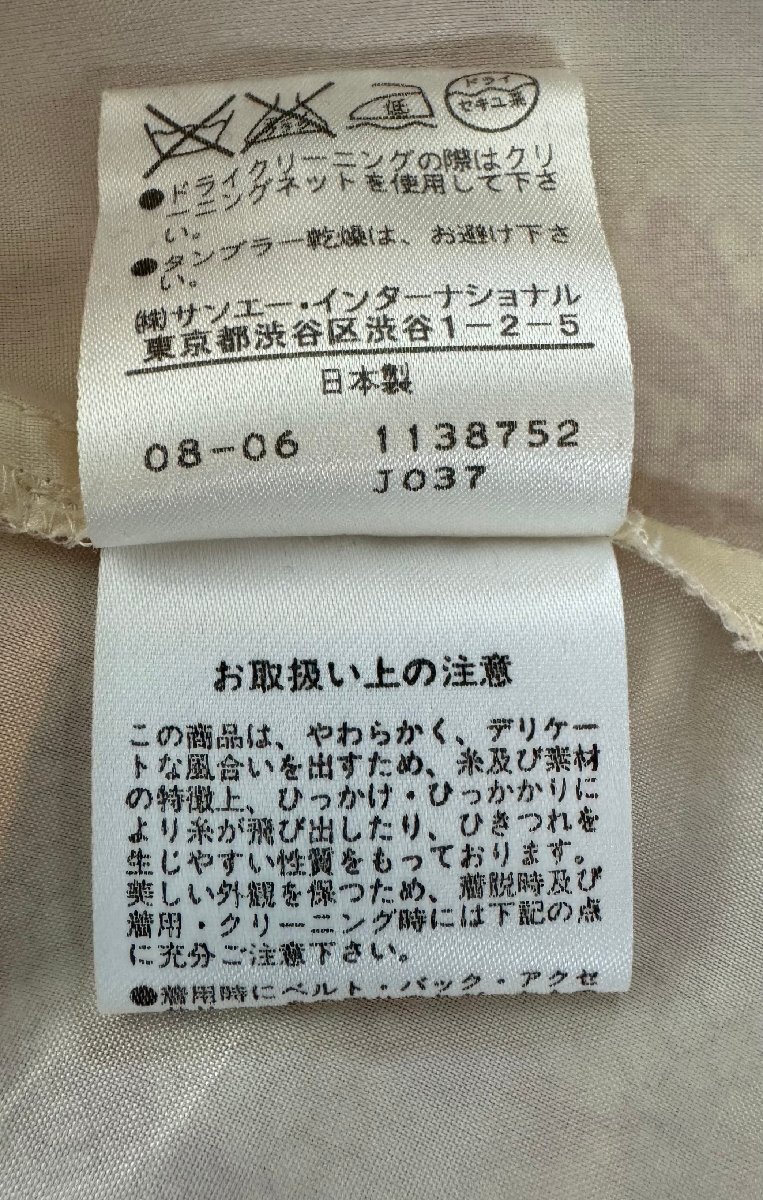 低
ドライ
セキユ系
●ドライクリーニングの際はクリ
ーニングネットを使用して下さ
い。
●タンブラー乾燥は、お避け下さ
い。
(株)サンエー・インターナショナル
東京都渋谷区渋谷1-2-5
日本製
08-06 1138752
J037
お取扱い上の注意
この商品は、やわらかく、デリケー
トな風合いを出すため、糸及び素材
の特徴上、ひっかけ・ひっかかりに
より糸が飛び出したり、ひきつれを
生じやすい性質をもっております。
美しい外観を保つため、着脱時及び
着用・クリーニング時には下記の点
に充分ご注意下さい。
●着用時にベルト・バック・アクセ